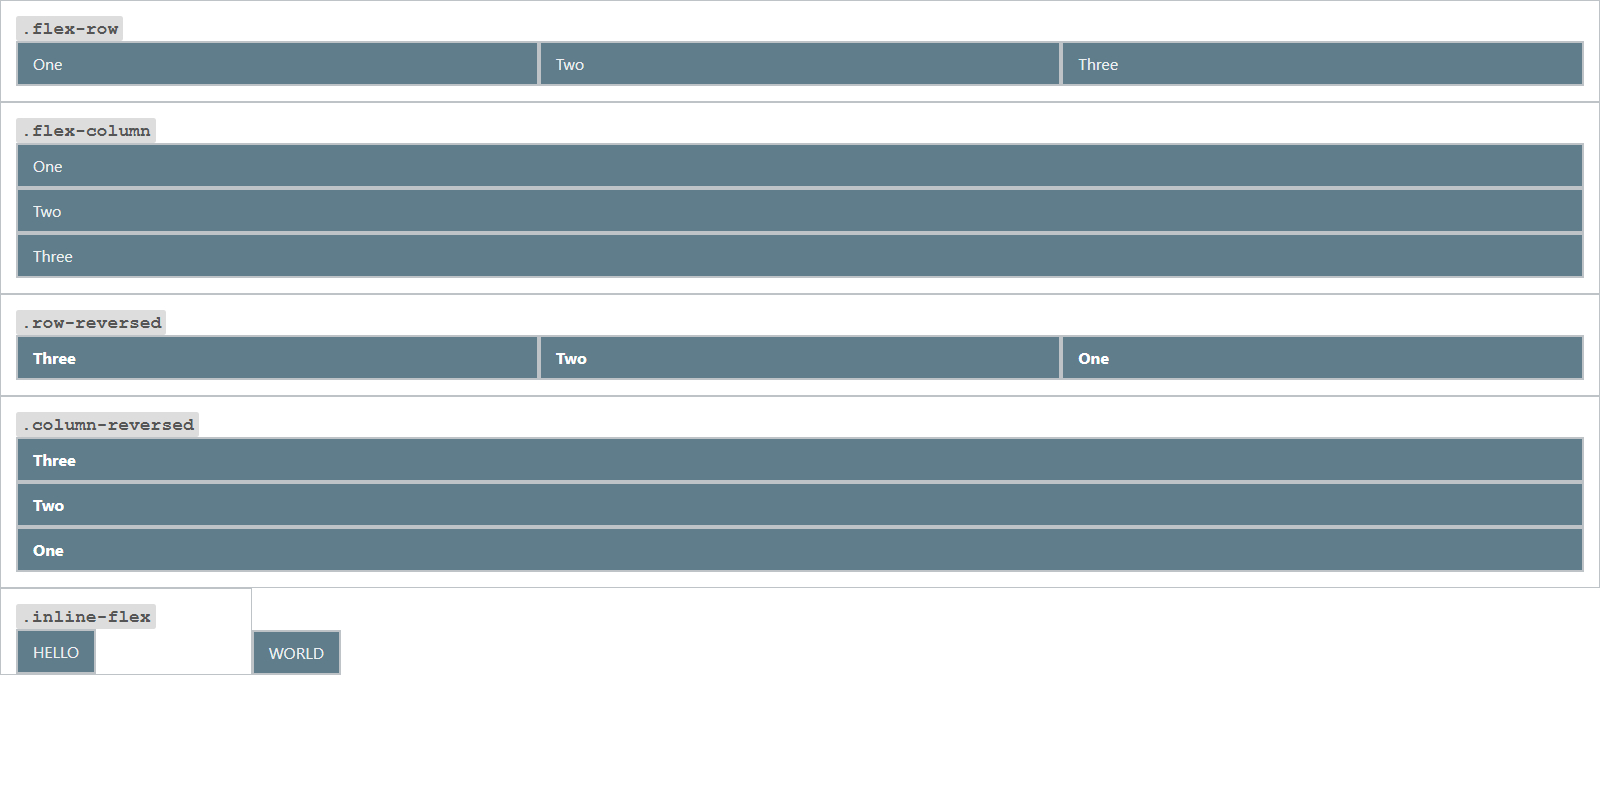 .flex-row
One Two Three
.flex-column
One
Two
Three
.row-reversed
Three Two One
.column-reversed
Three
Two
One
.inline-flex
HELLO WORLD